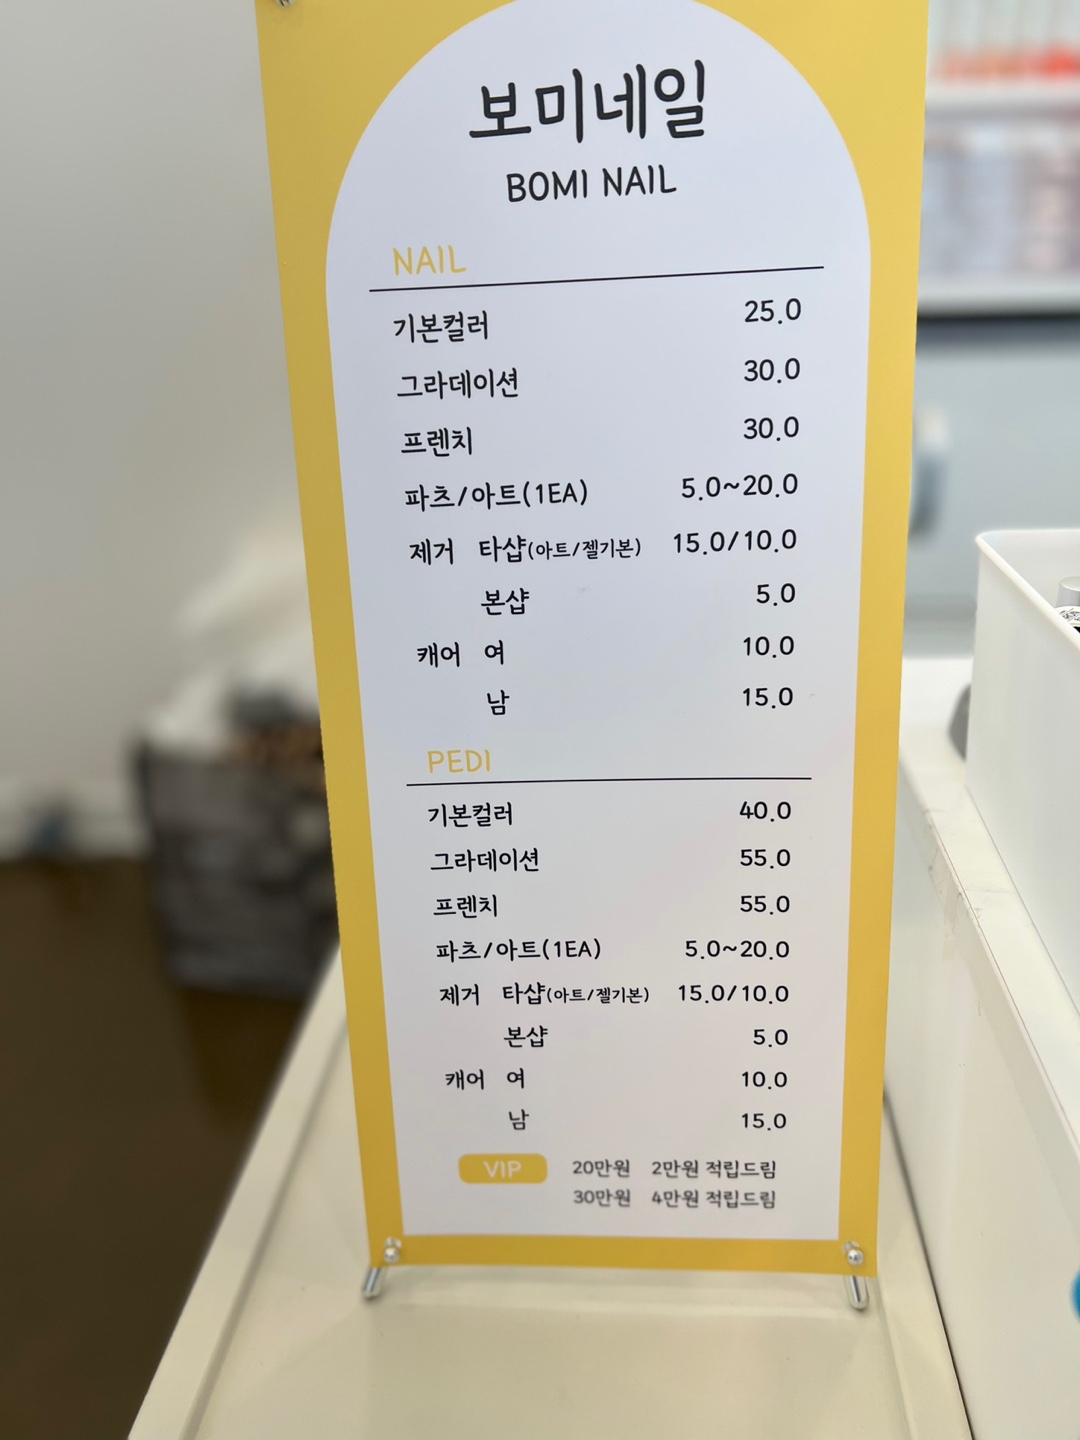 보미네일
BOMI NAIL
NAIL
기본컬러 25.0
그라데이션 30.0
프렌치 30.0
파츠/아트(1EA) 5.0~20.0
제거 타샵(아트/젤기본) 15.0/10.0
본샵 5.0
캐어 여 10.0
남 15.0
PEDI
기본컬러 40.0
그라데이션 55.0
프렌치 55.0
파츠/아트(1EA) 5.0~20.0
제거 타샵(아트/젤기본) 15.0/10.0
본샵 5.0
캐어 여 10.0
남 15.0
VIP 20만원 2만원 적립드림
30만원 4만원 적립드림